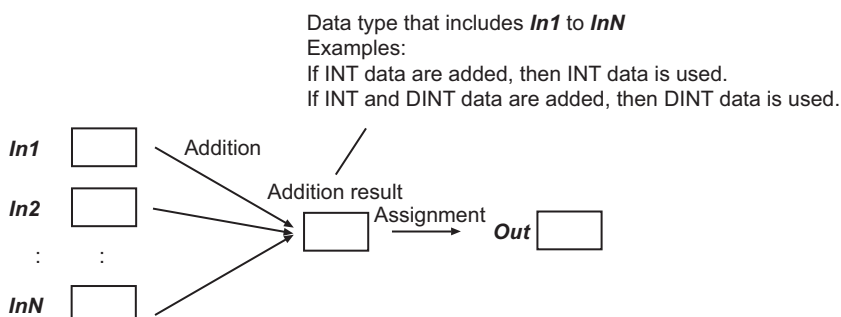 Data type that includes In1 to InN
Examples:
If INT data are added, then INT data is used.
If INT and DINT data are added, then DINT data is used.
In1
Addition
In2
Addition result
Assignment
Out
: :
InN